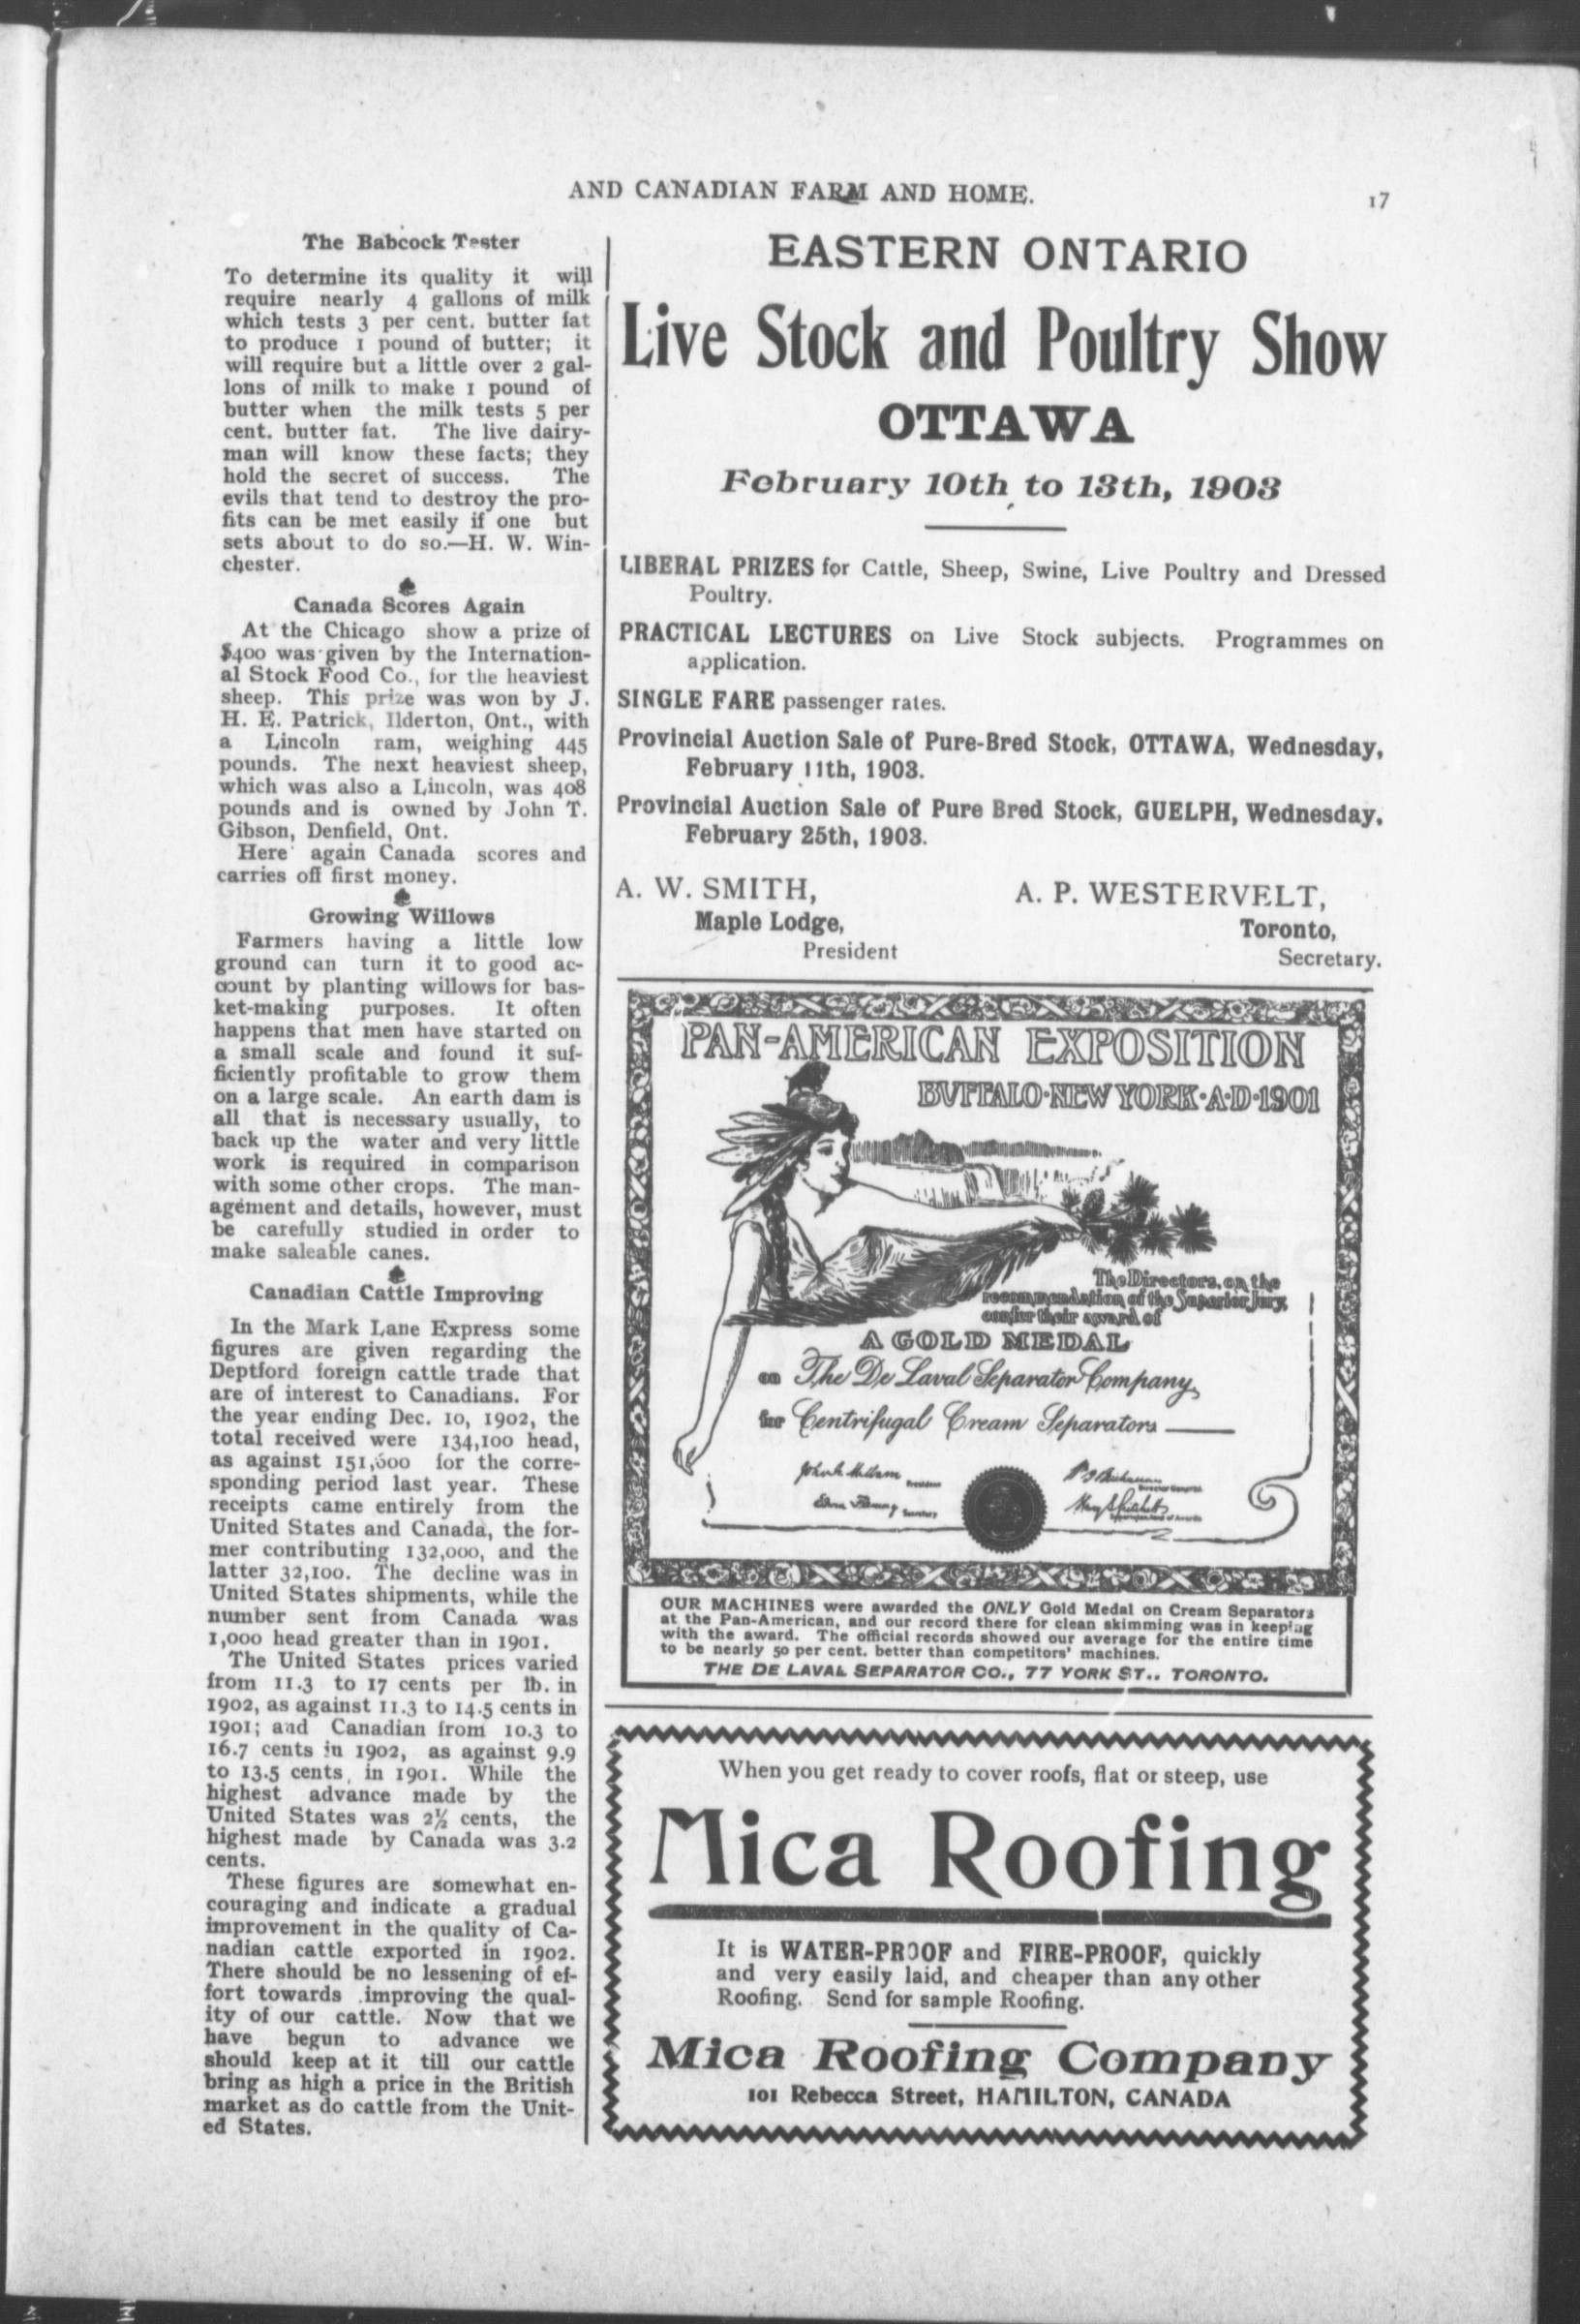 AND CANADIAN FARM AND HOME.
17
The Babcock Tester
To determine its quality it will
require nearly 4 gallons of milk
which tests 3 per cent. butter fat
to produce 1 pound of butter; it
will require but a little over 2 gal-
lons of milk to make 1 pound of
butter when the milk tests 5 per
cent. butter fat. The live dairy-
man will know these facts; they
hold the secret of success. The
evils that tend to destroy the pro-
fits can be met easily if one but
sets about to do so.—H. W. Win-
chester.
Canada Scores Again
At the Chicago show a prize of
$400 was given by the Internation-
al Stock Food Co., for the heaviest
sheep. This prize was won by J.
H. E. Patrick, Ilderton, Ont., with
a Lincoln ram, weighing 445
pounds. The next heaviest sheep,
which was also a Lincoln, was 408
pounds and is owned by John T.
Gibson, Denfield, Ont.
Here again Canada scores and
carries off first money.
Growing Willows
Farmers having a little low
ground can turn it to good ac-
count by planting willows for bas-
ket-making purposes. It often
happens that men have started on
a small scale and found it suf-
ficiently profitable to grow them
on a large scale. An earth dam is
all that is necessary usually, to
back up the water and very little
work is required in comparison
with some other crops. The man-
agement and details, however, must
be carefully studied in order to
make saleable canes.
Canadian Cattle Improving
In the Mark Lane Express some
figures are given regarding the
Deptford foreign cattle trade that
are of interest to Canadians. For
the year ending Dec. 10, 1902, the
total received were 134,100 head,
as against 151,600 for the corre-
sponding period last year. These
receipts came entirely from the
United States and Canada, the for-
mer contributing 132,000, and the
latter 32,100. The decline was in
United States shipments, while the
number sent from Canada was
1,000 head greater than in 1901.
The United States prices varied
from 11.3 to 17 cents per lb. in
1902, as against 11.3 to 14.5 cents in
1901; and Canadian from 10.3 to
16.7 cents in 1902, as against 9.9
to 13.5 cents, in 1901. While the
highest advance made by the
United States was 2½ cents, the
highest made by Canada was 3.2
cents.
These figures are somewhat en-
couraging and indicate a gradual
improvement in the quality of Ca-
nadian cattle exported in 1902.
There should be no lessening of ef-
fort towards improving the qual-
ity of our cattle. Now that we
have begun to advance we
should keep at it till our cattle
bring as high a price in the British
market as do cattle from the Unit-
ed States.
EASTERN ONTARIO
Live Stock and Poultry Show
OTTAWA
February 10th to 13th, 1903
LIBERAL PRIZES for Cattle, Sheep, Swine, Live Poultry and Dressed
Poultry.
PRACTICAL LECTURES on Live Stock subjects. Programmes on
application.
SINGLE FARE passenger rates.
Provincial Auction Sale of Pure-Bred Stock, OTTAWA, Wednesday,
February 11th, 1903.
Provincial Auction Sale of Pure Bred Stock, GUELPH, Wednesday,
February 25th, 1903.
A. W. SMITH,
Maple Lodge,
President
A. P. WESTERVELT,
Toronto,
Secretary.
PAN-AMERICAN EXPOSITION
BVFFALO·NEW YORK·A·D·1901
The Directors, on the
recommendation of the Superior Jury,
confer their award of
A GOLD MEDAL
on The De Laval Separator Company,
for Centrifugal Cream Separators
President
Secretary
Director General
Superintendent of Awards
OUR MACHINES were awarded the ONLY Gold Medal on Cream Separators
at the Pan-American, and our record there for clean skimming was in keeping
with the award. The official records showed our average for the entire time
to be nearly 50 per cent. better than competitors' machines.
THE DE LAVAL SEPARATOR CO., 77 YORK ST.. TORONTO.
When you get ready to cover roofs, flat or steep, use
Mica Roofing
It is WATER-PROOF and FIRE-PROOF, quickly
and very easily laid, and cheaper than any other
Roofing. Send for sample Roofing.
Mica Roofing Company
101 Rebecca Street, HAMILTON, CANADA